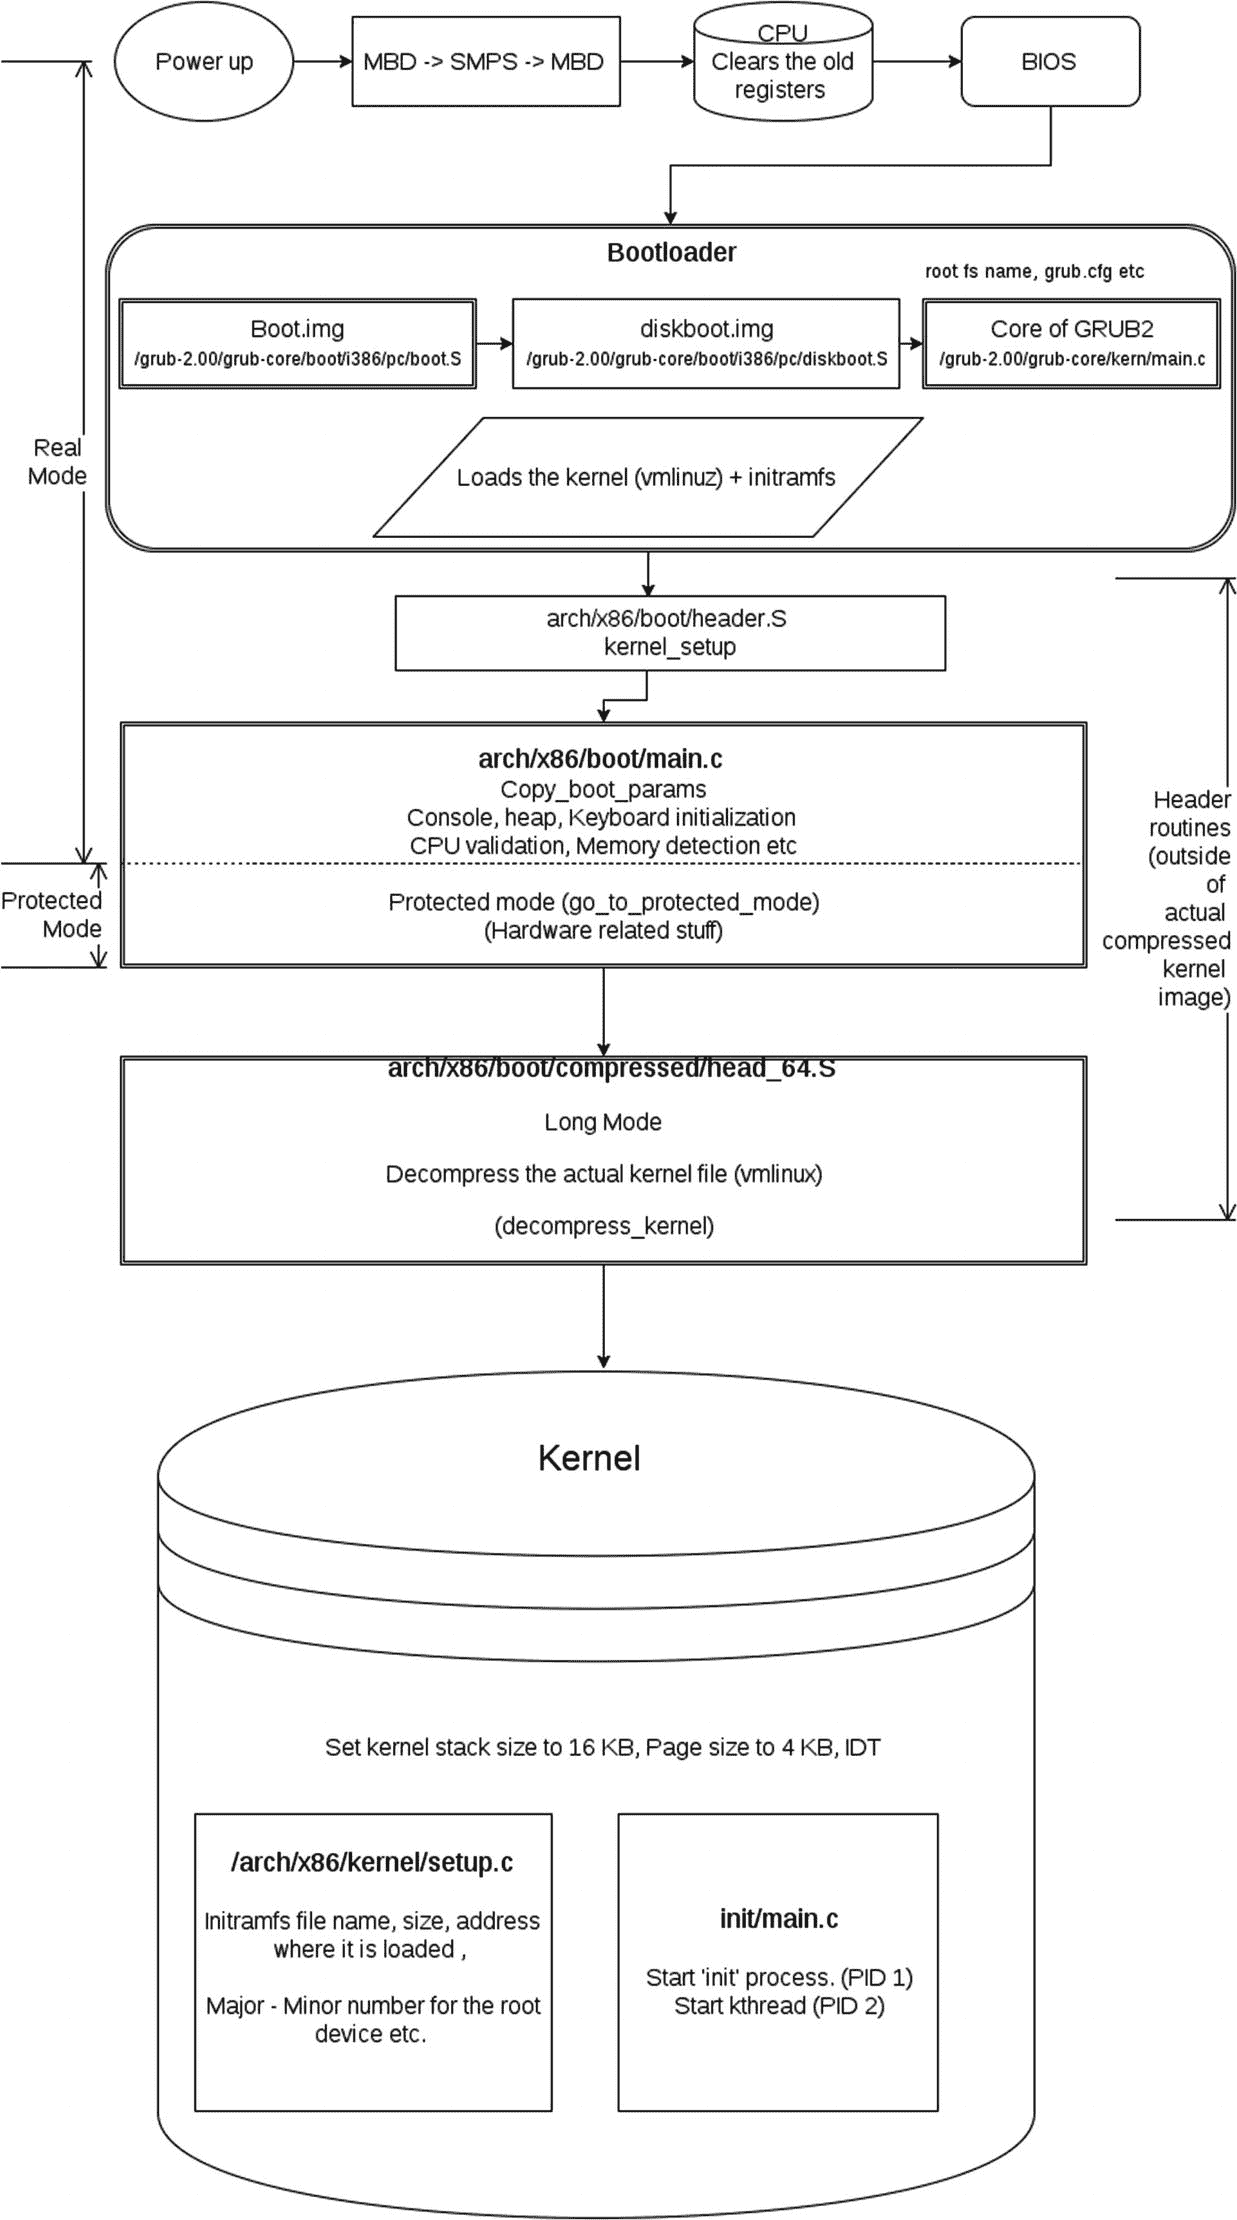 Power up
MBD -> SMPS -> MBD
CPU
Clears the old
registers
BIOS
Bootloader
root fs name, grub.cfg etc
Boot.img
/grub-2.00/grub-core/boot/i386/pc/boot.S
diskboot.img
/grub-2.00/grub-core/boot/i386/pc/diskboot.S
Core of GRUB2
/grub-2.00/grub-core/kern/main.c
Real
Mode
Loads the kernel (vmlinuz) + initramfs
arch/x86/boot/header.S
kernel_setup
arch/x86/boot/main.c
Copy_boot_params
Console, heap, Keyboard initialization
CPU validation, Memory detection etc
Protected
Mode
Protected mode (go_to_protected_mode)
(Hardware related stuff)
Header
routines
(outside
of
actual
compressed
kernel
image)
arch/x86/boot/compressed/head_64.S
Long Mode
Decompress the actual kernel file (vmlinux)
(decompress_kernel)
Kernel
Set kernel stack size to 16 KB, Page size to 4 KB, IDT
/arch/x86/kernel/setup.c
Initramfs file name, size, address
where it is loaded ,
Major - Minor number for the root
device etc.
init/main.c
Start 'init' process. (PID 1)
Start kthread (PID 2)